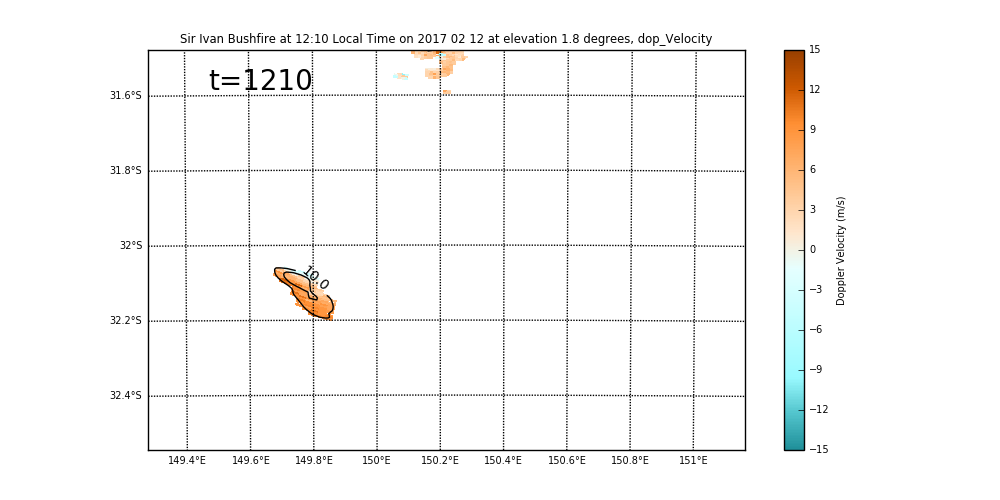 Sir Ivan Bushfire at 12:10 Local Time on 2017 02 12 at elevation 1.8 degrees, dop_Velocity
t=1210
31.6°S
31.8°S
32°S
32.2°S
32.4°S
10.0
149.4°E 149.6°E 149.8°E 150°E 150.2°E 150.4°E 150.6°E 150.8°E 151°E
15
12
9
6
3
0
−3
−6
−9
−12
−15
Doppler Velocity (m/s)